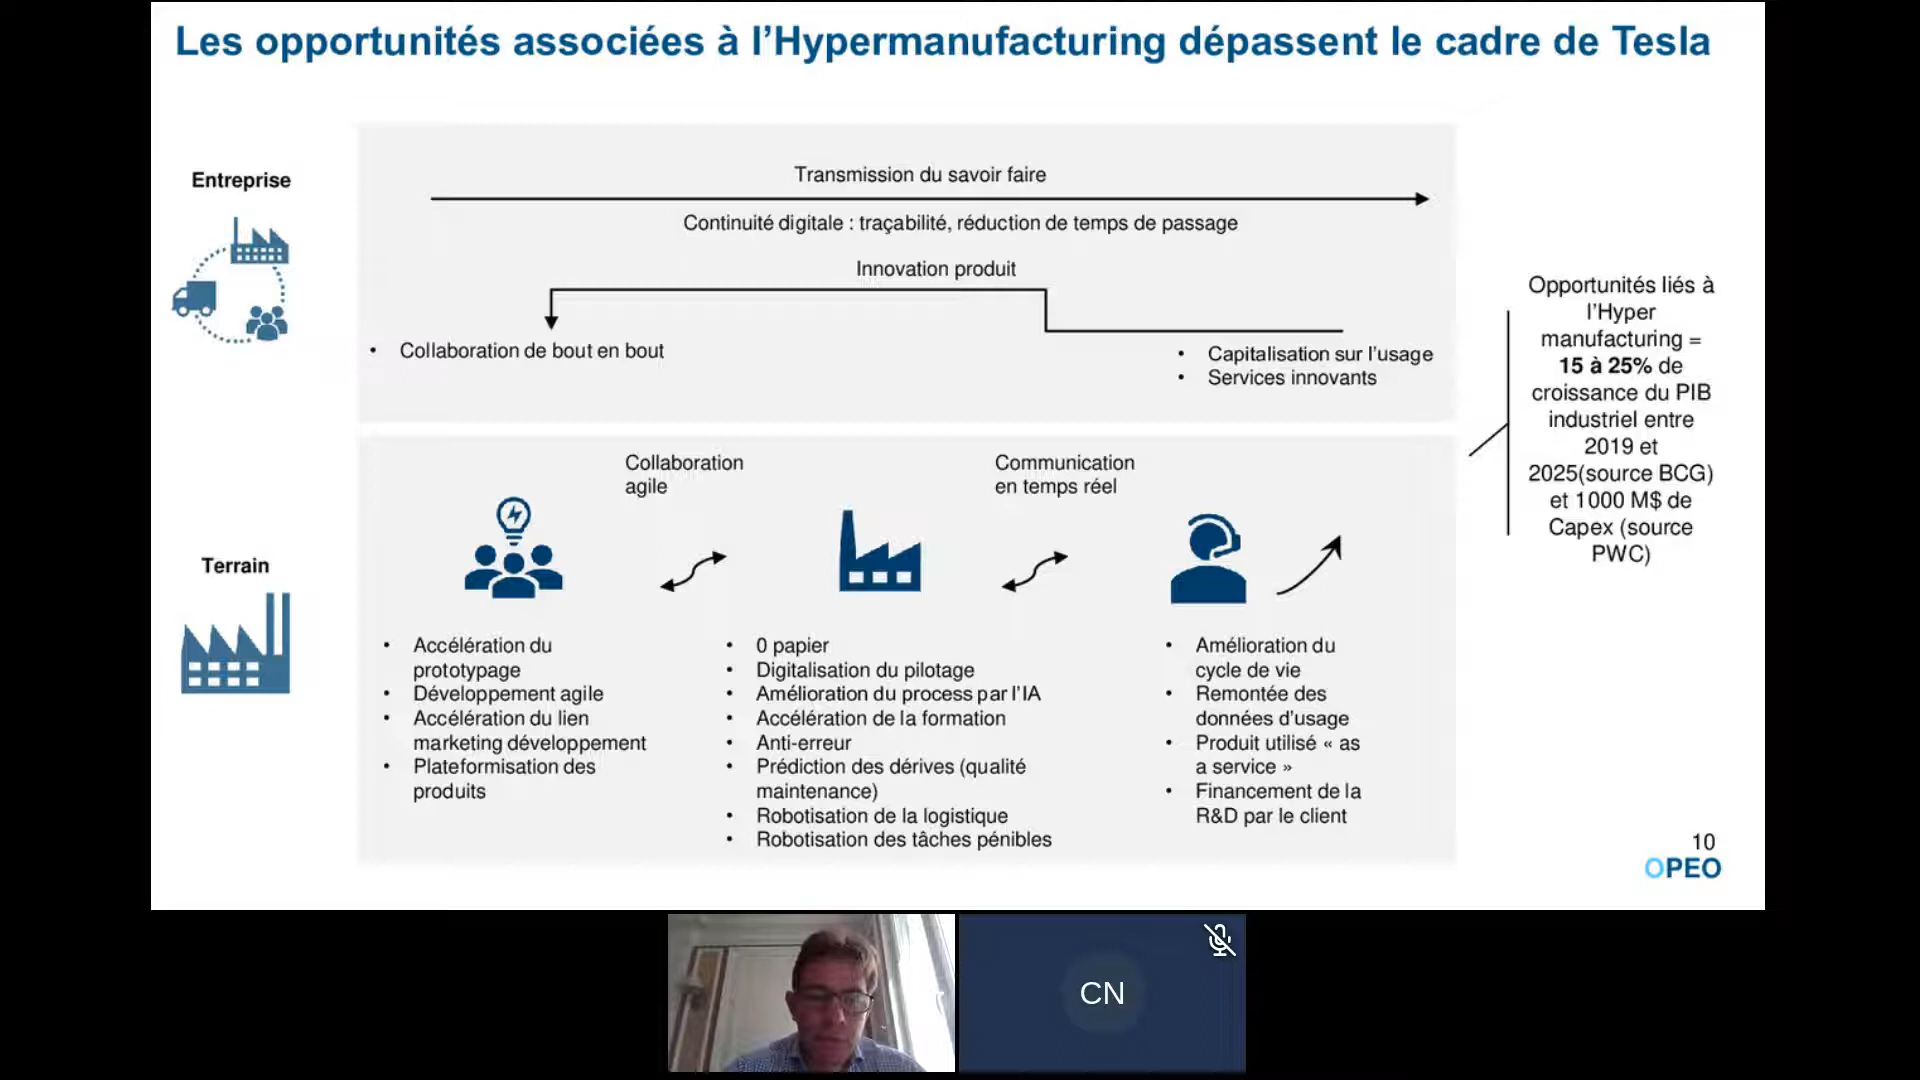 Les opportunités associées à l’Hypermanufacturing dépassent le cadre de Tesla
Entreprise
Transmission du savoir faire
Continuité digitale : traçabilité, réduction de temps de passage
Innovation produit
• Collaboration de bout en bout
• Capitalisation sur l’usage
• Services innovants
Opportunités liés à
l’Hyper
manufacturing =
15 à 25% de
croissance du PIB
industriel entre
2019 et
2025(source BCG)
et 1000 M$ de
Capex (source
PWC)
Terrain
Collaboration
agile
Communication
en temps réel
• Accélération du
prototypage
• Développement agile
• Accélération du lien
marketing développement
• Plateformisation des
produits
• 0 papier
• Digitalisation du pilotage
• Amélioration du process par l’IA
• Accélération de la formation
• Anti-erreur
• Prédiction des dérives (qualité
maintenance)
• Robotisation de la logistique
• Robotisation des tâches pénibles
• Amélioration du
cycle de vie
• Remontée des
données d’usage
• Produit utilisé « as
a service »
• Financement de la
R&D par le client
10
OPEO
CN